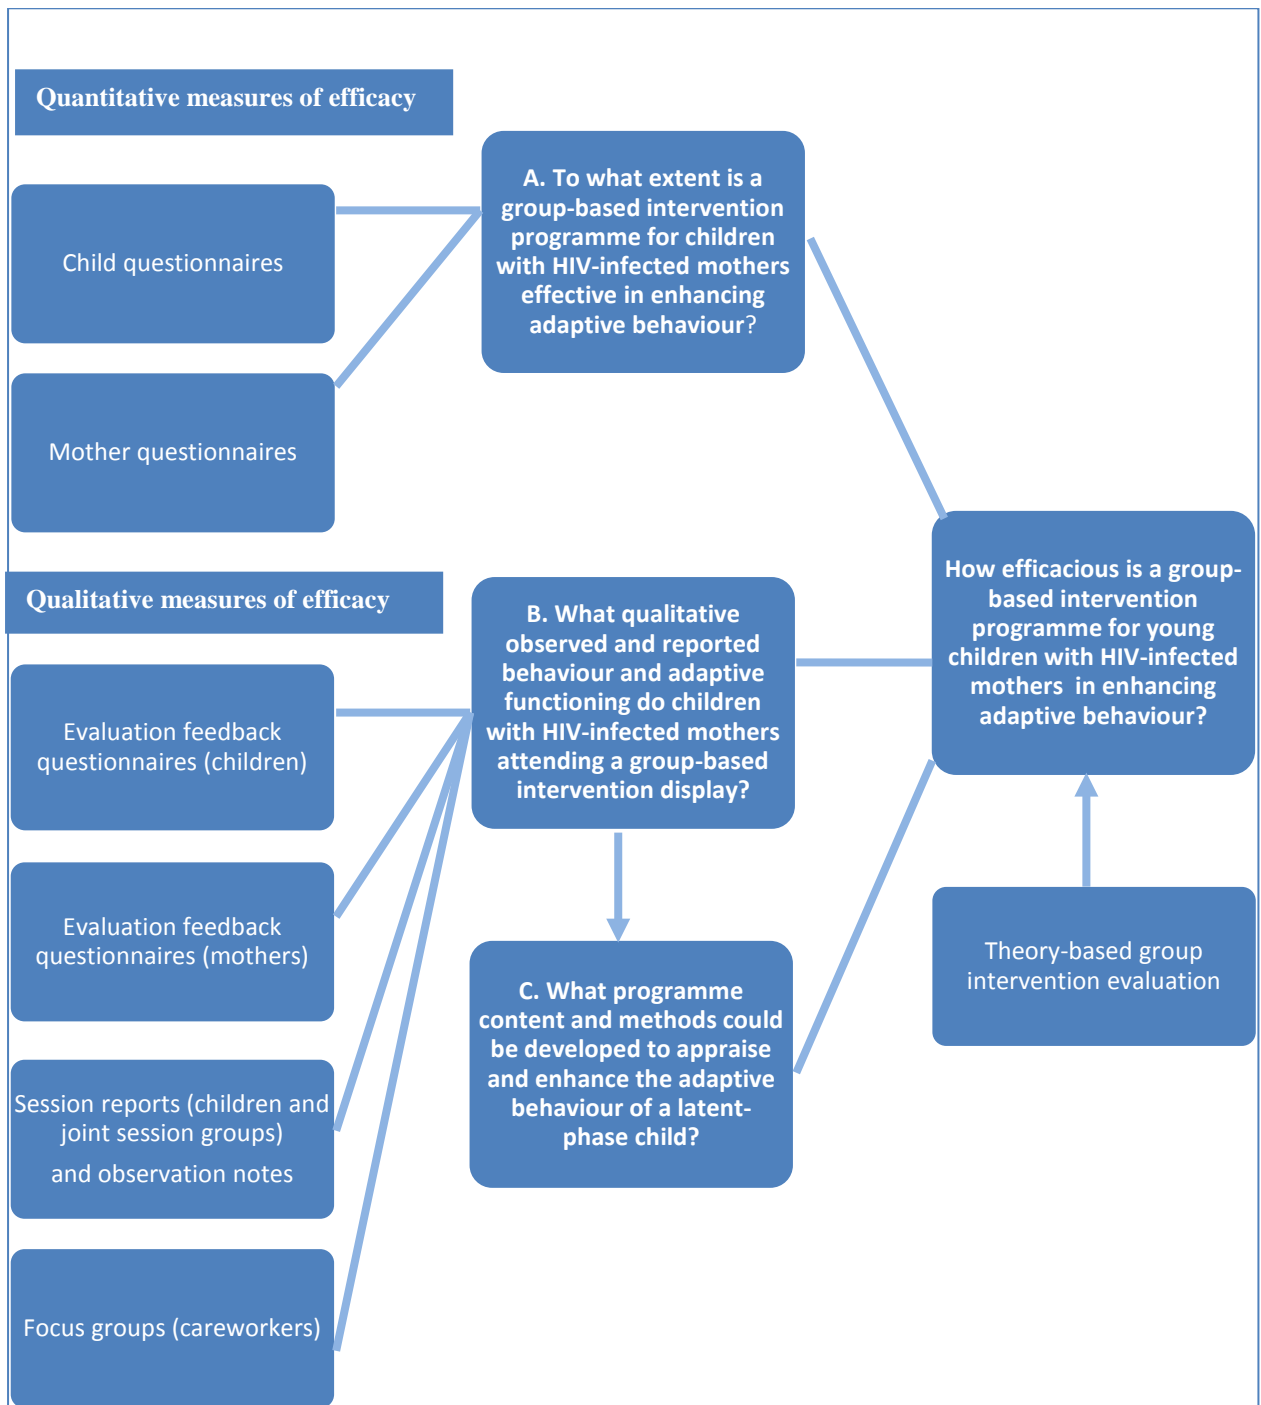 Quantitative measures of efficacy
Child questionnaires
Mother questionnaires
A. To what extent is a
group-based intervention
programme for children
with HIV-infected mothers
effective in enhancing
adaptive behaviour?
Qualitative measures of efficacy
Evaluation feedback
questionnaires (children)
Evaluation feedback
questionnaires (mothers)
Session reports (children and
joint session groups)
and observation notes
Focus groups (careworkers)
B. What qualitative
observed and reported
behaviour and adaptive
functioning do children
with HIV-infected mothers
attending a group-based
intervention display?
C. What programme
content and methods could
be developed to appraise
and enhance the adaptive
behaviour of a latent-
phase child?
How efficacious is a group-
based intervention
programme for young
children with HIV-infected
mothers in enhancing
adaptive behaviour?
Theory-based group
intervention evaluation